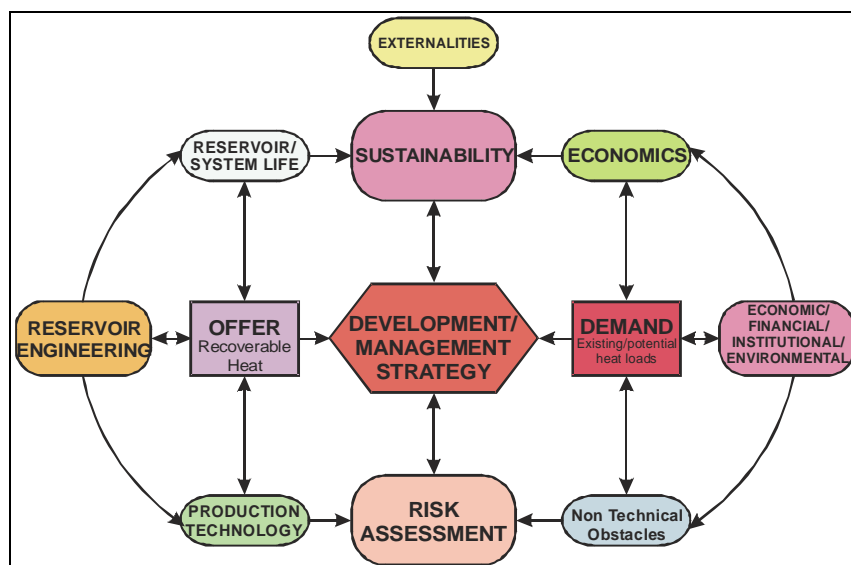 EXTERNALITIES
RESERVOIR/
SYSTEM LIFE
SUSTAINABILITY
ECONOMICS
RESERVOIR
ENGINEERING
OFFER
Recoverable
Heat
DEVELOPMENT/
MANAGEMENT
STRATEGY
DEMAND
Existing/potential
heat loads
ECONOMIC/
FINANCIAL/
INSTITUTIONAL/
ENVIRONMENTAL
PRODUCTION
TECHNOLOGY
RISK
ASSESSMENT
Non Technical
Obstacles